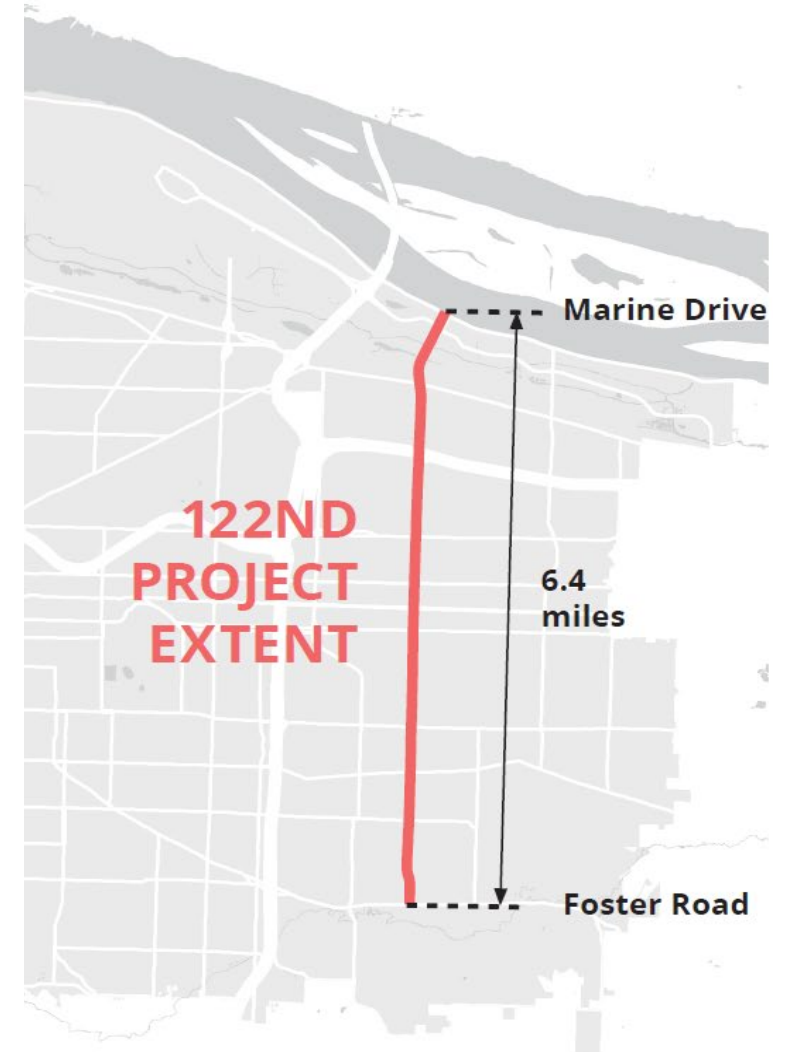 Marine Drive
122ND
PROJECT
EXTENT
6.4
miles
Foster Road